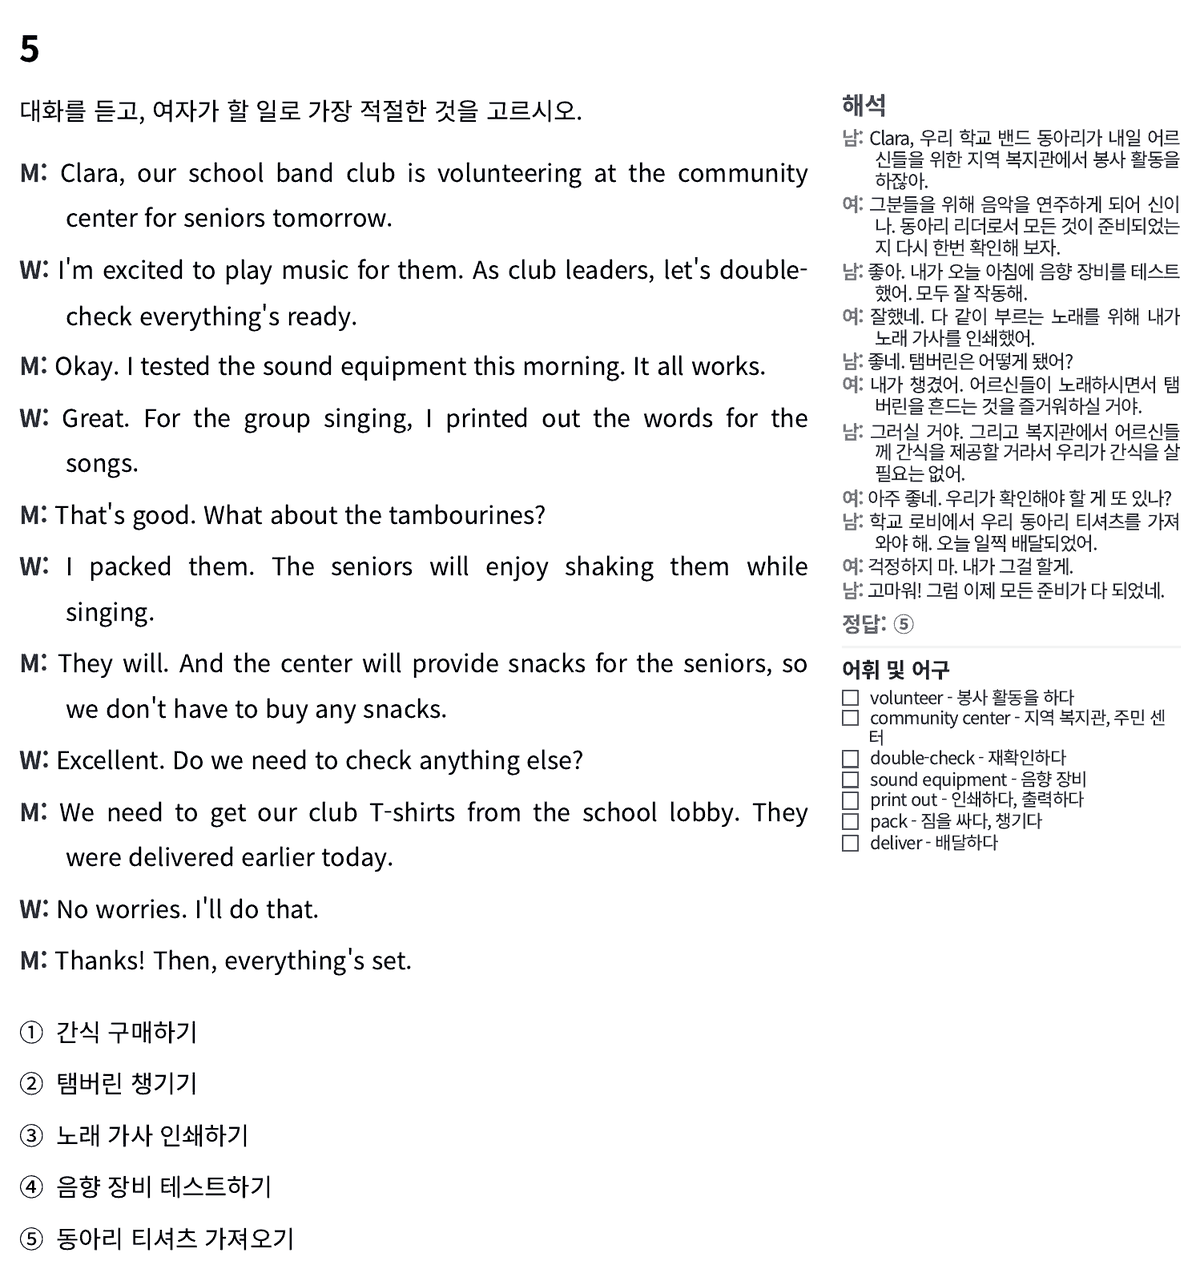 5
대화를 듣고, 여자가 할 일로 가장 적절한 것을 고르시오.
M: Clara, our school band club is volunteering at the community
center for seniors tomorrow.
W: I'm excited to play music for them. As club leaders, let's double-
check everything's ready.
M: Okay. I tested the sound equipment this morning. It all works.
W: Great. For the group singing, I printed out the words for the
songs.
M: That's good. What about the tambourines?
W: I packed them. The seniors will enjoy shaking them while
singing.
M: They will. And the center will provide snacks for the seniors, so
we don't have to buy any snacks.
W: Excellent. Do we need to check anything else?
M: We need to get our club T-shirts from the school lobby. They
were delivered earlier today.
W: No worries. I'll do that.
M: Thanks! Then, everything's set.
① 간식 구매하기
② 탬버린 챙기기
③ 노래 가사 인쇄하기
④ 음향 장비 테스트하기
⑤ 동아리 티셔츠 가져오기
해석
남: Clara, 우리 학교 밴드 동아리가 내일 어르
신들을 위한 지역 복지관에서 봉사 활동을
하잖아.
여: 그분들을 위해 음악을 연주하게 되어 신이
나. 동아리 리더로서 모든 것이 준비되었는
지 다시 한번 확인해 보자.
남: 좋아. 내가 오늘 아침에 음향 장비를 테스트
했어. 모두 잘 작동해.
여: 잘했네. 다 같이 부르는 노래를 위해 내가
노래 가사를 인쇄했어.
남: 좋네. 탬버린은 어떻게 됐어?
여: 내가 챙겼어. 어르신들이 노래하시면서 탬
버린을 흔드는 것을 즐거워하실 거야.
남: 그러실 거야. 그리고 복지관에서 어르신들
께 간식을 제공할 거라서 우리가 간식을 살
필요는 없어.
여: 아주 좋네. 우리가 확인해야 할 게 또 있나?
남: 학교 로비에서 우리 동아리 티셔츠를 가져
와야 해. 오늘 일찍 배달되었어.
여: 걱정하지 마. 내가 그걸 할게.
남: 고마워! 그럼 이제 모든 준비가 다 되었네.
정답: ⑤
어휘 및 어구
□ volunteer - 봉사 활동을 하다
□ community center - 지역 복지관, 주민 센
터
□ double-check - 재확인하다
□ sound equipment - 음향 장비
□ print out - 인쇄하다, 출력하다
□ pack - 짐을 싸다, 챙기다
□ deliver - 배달하다